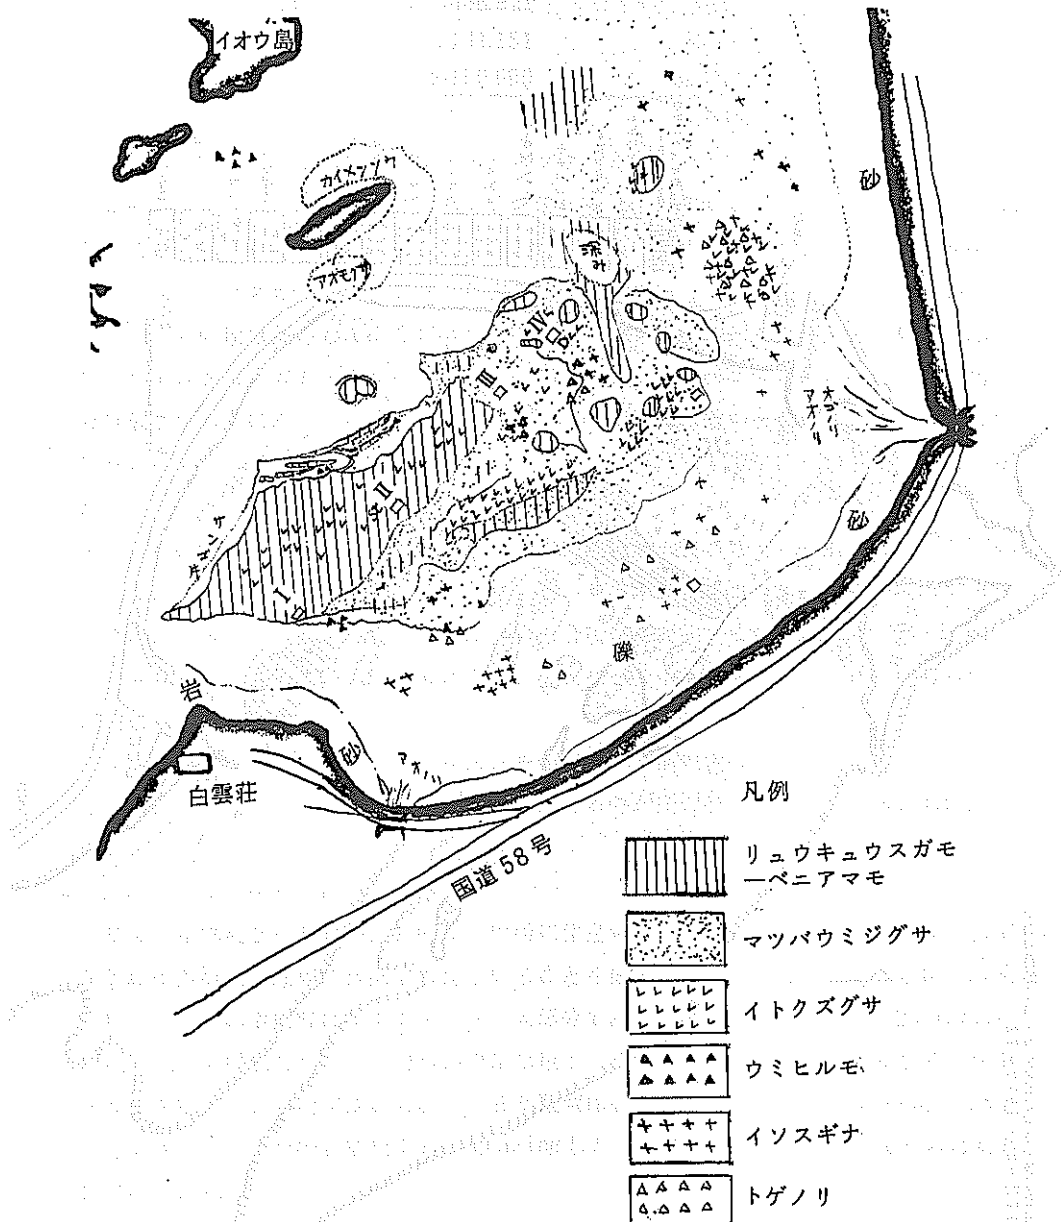 イオウ島
カイメンソウ
砂
深み
アオモグサ
IV
III
オゴノリ
アオノリ
II
砂
I
礫
岩
砂
アオノリ
白雲荘
国道58号
凡例
リュウキュウスガモ
―ベニアマモ
マツバウミジグサ
イトクズグサ
ウミヒルモ
イソスギナ
トゲノリ